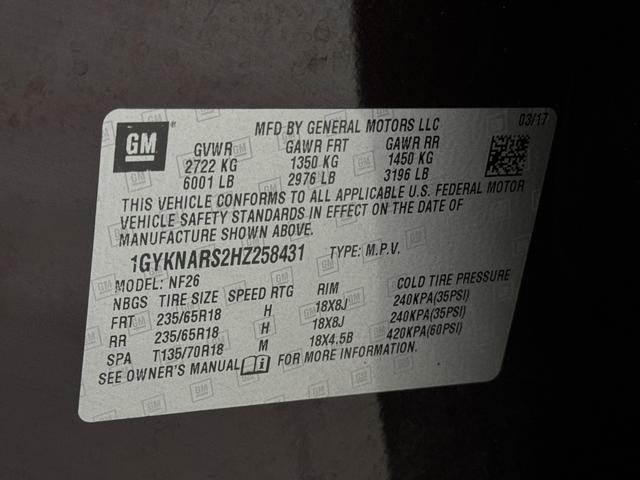 GM ® MFD BY GENERAL MOTORS LLC 03/17
GVWR GAWR FRT GAWR RR
2722 KG 1350 KG 1450 KG
6001 LB 2976 LB 3196 LB
THIS VEHICLE CONFORMS TO ALL APPLICABLE U.S. FEDERAL MOTOR
VEHICLE SAFETY STANDARDS IN EFFECT ON THE DATE OF
MANUFACTURE SHOWN ABOVE.
1GYKNARS2HZ258431 TYPE: M.P.V.
MODEL: NF26
NBGS TIRE SIZE SPEED RTG RIM COLD TIRE PRESSURE
FRT 235/65R18 H 18X8J 240KPA(35PSI)
RR 235/65R18 H 18X8J 240KPA(35PSI)
SPA T135/70R18 M 18X4.5B 420KPA(60PSI)
SEE OWNER'S MANUAL FOR MORE INFORMATION.